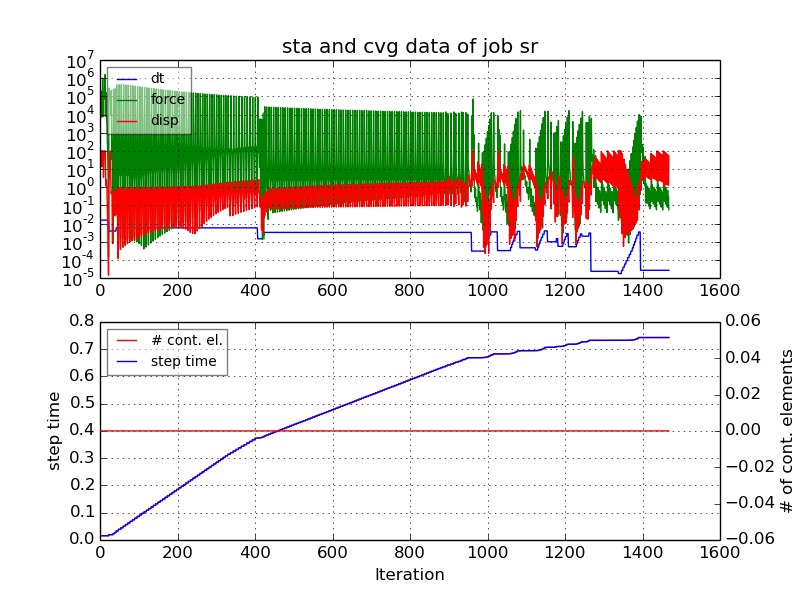 sta and cvg data of job sr
10^7
10^6
10^5
10^4
10^3
10^2
10^1
10^0
10^-1
10^-2
10^-3
10^-4
10^-5
dt
force
disp
0 200 400 600 800 1000 1200 1400 1600
0.8
0.7
0.6
0.5
0.4
0.3
0.2
0.1
0.0
step time
# cont. el.
step time
0.06
0.04
0.02
0.00
−0.02
−0.04
−0.06
# of cont. elements
0 200 400 600 800 1000 1200 1400 1600
Iteration